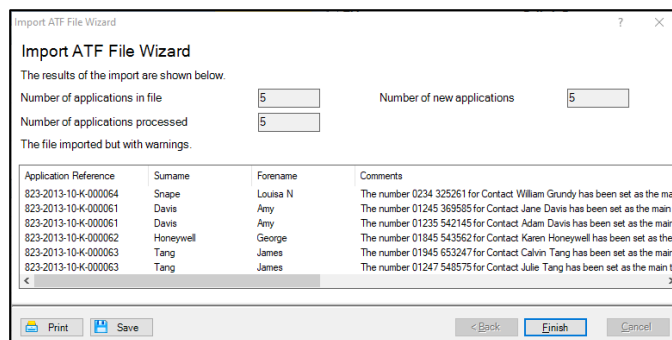 Import ATF File Wizard
Import ATF File Wizard
The results of the import are shown below.
Number of applications in file 5 Number of new applications 5
Number of applications processed 5
The file imported but with warnings.
Application Reference Surname Forename Comments
823-2013-10-K-000064 Snape Louisa N The number 0234 325261 for Contact William Grundy has been set as the ma
823-2013-10-K-000061 Davis Amy The number 01245 369585 for Contact Jane Davis has been set as the main
823-2013-10-K-000061 Davis Amy The number 01235 542145 for Contact Adam Davis has been set as the main
823-2013-10-K-000062 Honeywell George The number 01845 543562 for Contact Karen Honeywell has been set as the
823-2013-10-K-000063 Tang James The number 01945 653247 for Contact Calvin Tang has been set as the main
823-2013-10-K-000063 Tang James The number 01247 548575 for Contact Julie Tang has been set as the main t
Print Save < Back Finish Cancel